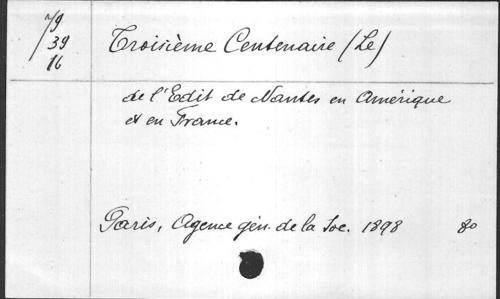 79
39
16
Troisième Centenaire (Le)
de l'Edit de Nantes en Amérique
et en France.
Paris, Agence gén. de la Soc. 1898 8o